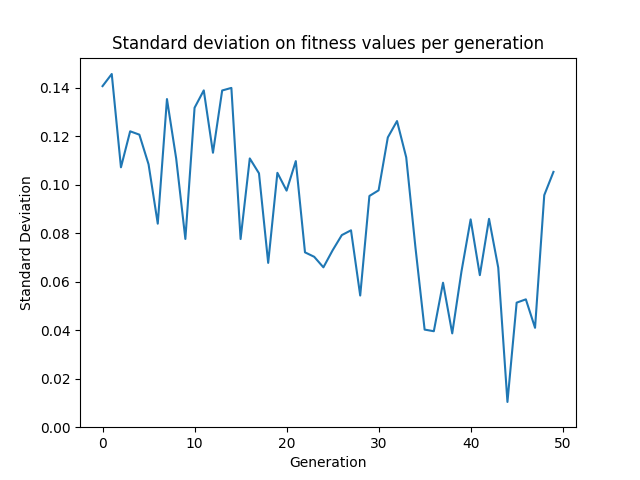 Standard deviation on fitness values per generation
0.14
0.12
0.10
0.08
0.06
0.04
0.02
0.00
Standard Deviation
0 10 20 30 40 50
Generation